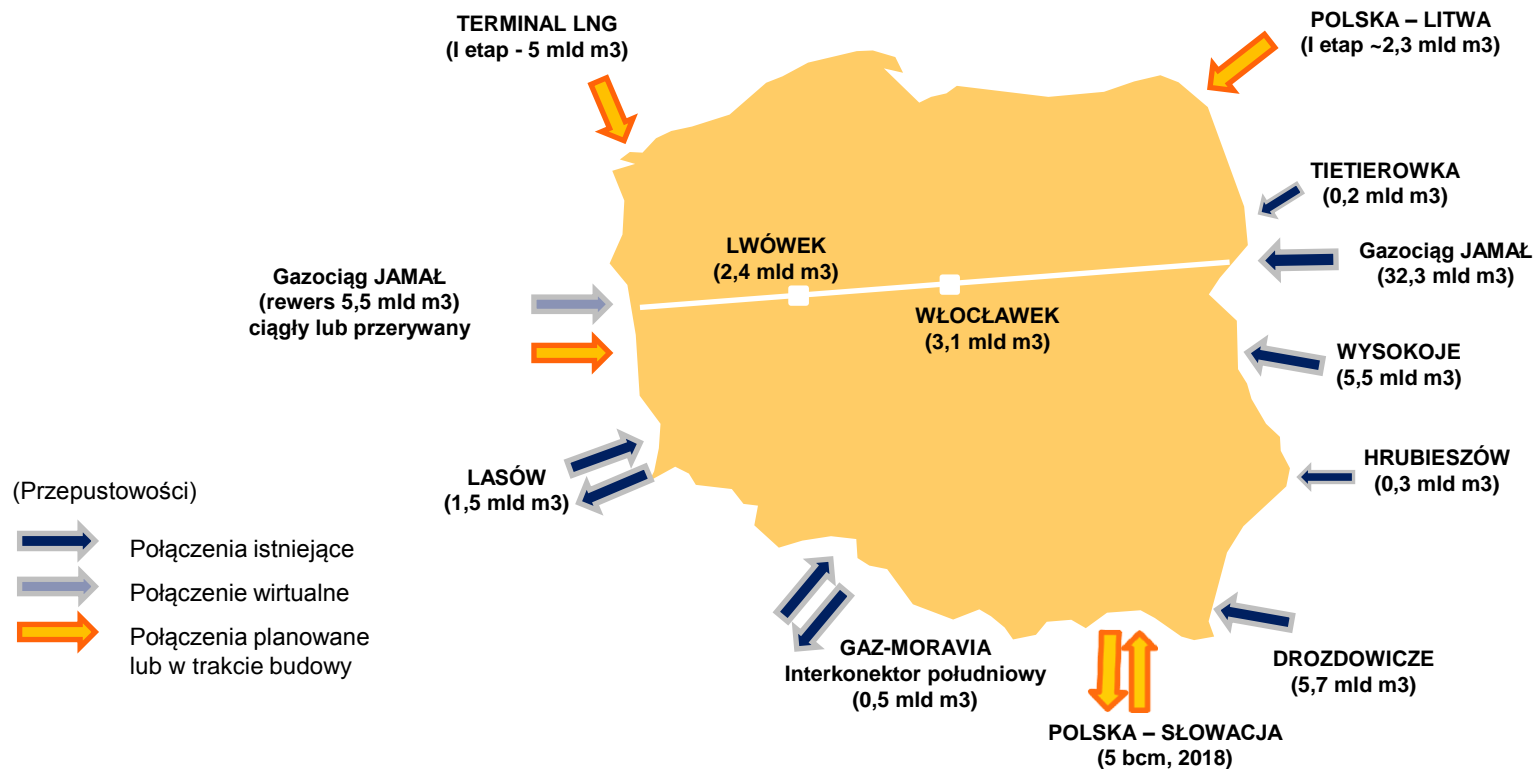 TERMINAL LNG
(I etap - 5 mld m3)
POLSKA – LITWA
(I etap ~2,3 mld m3)
TIETIEROWKA
(0,2 mld m3)
LWÓWEK
(2,4 mld m3)
Gazociąg JAMAŁ
(32,3 mld m3)
Gazociąg JAMAŁ
(rewers 5,5 mld m3)
ciągły lub przerywany
WŁOCŁAWEK
(3,1 mld m3)
WYSOKOJE
(5,5 mld m3)
LASÓW
(1,5 mld m3)
HRUBIESZÓW
(0,3 mld m3)
(Przepustowości)
Połączenia istniejące
Połączenie wirtualne
Połączenia planowane
lub w trakcie budowy
GAZ-MORAVIA
Interkonektor południowy
(0,5 mld m3)
DROZDOWICZE
(5,7 mld m3)
POLSKA – SŁOWACJA
(5 bcm, 2018)